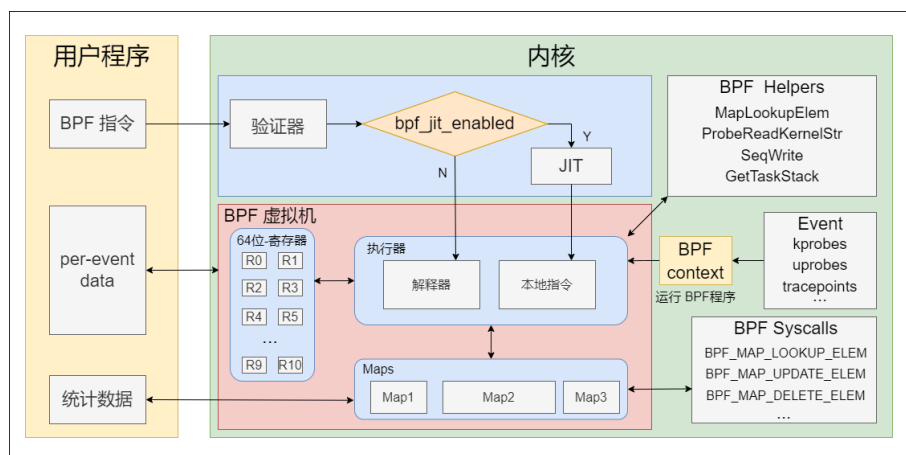 用户程序
BPF 指令
per-event
data
统计数据
内核
验证器
bpf_jit_enabled
Y
N
JIT
BPF Helpers
MapLookupElem
ProbeReadKernelStr
SeqWrite
GetTaskStack
BPF 虚拟机
64位-寄存器
R0 R1
R2 R3
R4 R5
...
R9 R10
执行器
解释器
本地指令
BPF
context
运行 BPF程序
Event
kprobes
uprobes
tracepoints
...
Maps
Map1
Map2
Map3
BPF Syscalls
BPF_MAP_LOOKUP_ELEM
BPF_MAP_UPDATE_ELEM
BPF_MAP_DELETE_ELEM
...